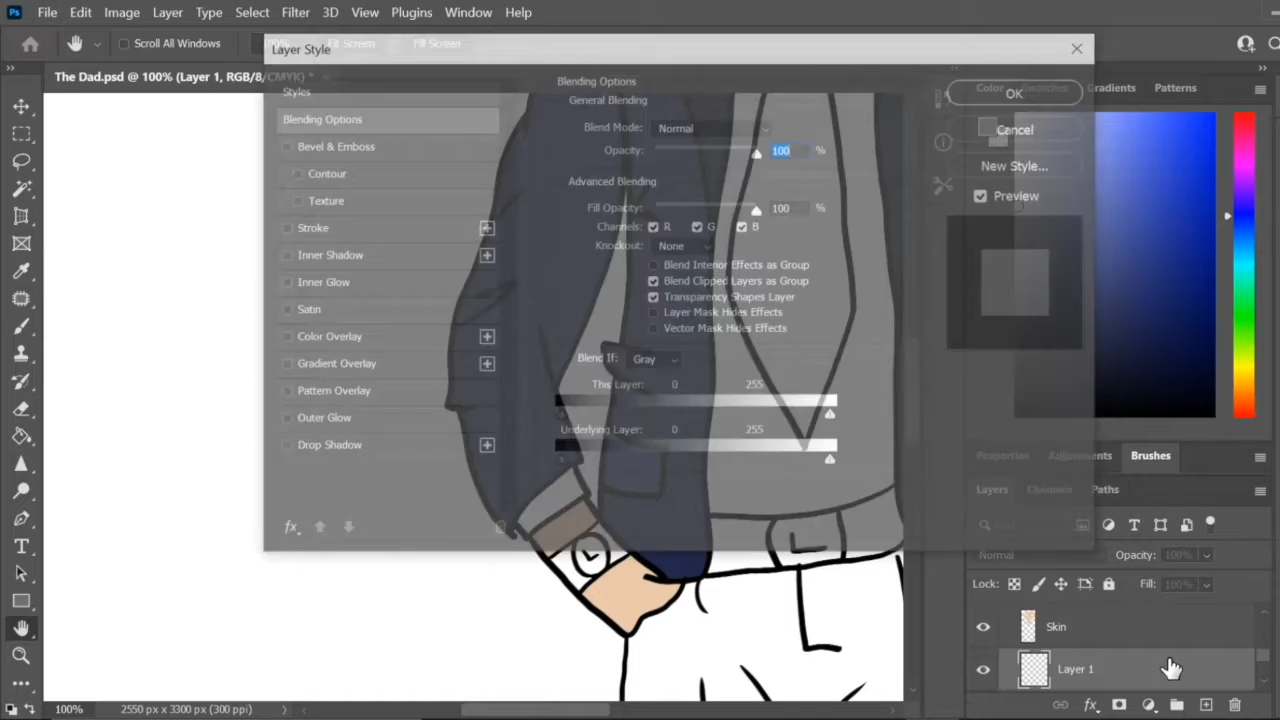 Ps File Edit Image Layer Type Select Filter 3D View Plugins Window Help
Scroll All Windows Fit Screen Fill Screen
Layer Style
The Dad.psd @ 100% (Layer 1, RGB/8/CMYK) *
Color Swatches Gradients Patterns
Styles
Blending Options
Bevel & Emboss
Contour
Texture
Stroke
Inner Shadow
Inner Glow
Satin
Color Overlay
Gradient Overlay
Pattern Overlay
Outer Glow
Drop Shadow
fx
Blending Options
General Blending
Blend Mode: Normal
Opacity: 100 %
Advanced Blending
Fill Opacity: 100 %
Channels: R G B
Knockout: None
Blend Interior Effects as Group
Blend Clipped Layers as Group
Transparency Shapes Layer
Layer Mask Hides Effects
Vector Mask Hides Effects
Blend If: Gray
This Layer: 0 255
Underlying Layer: 0 255
OK
Cancel
New Style...
Preview
Properties Adjustments Brushes
Layers Channels Paths
Normal Opacity: 100%
Lock: Fill: 100%
Skin
Layer 1
fx
100% 2550 px x 3300 px (300 ppi)